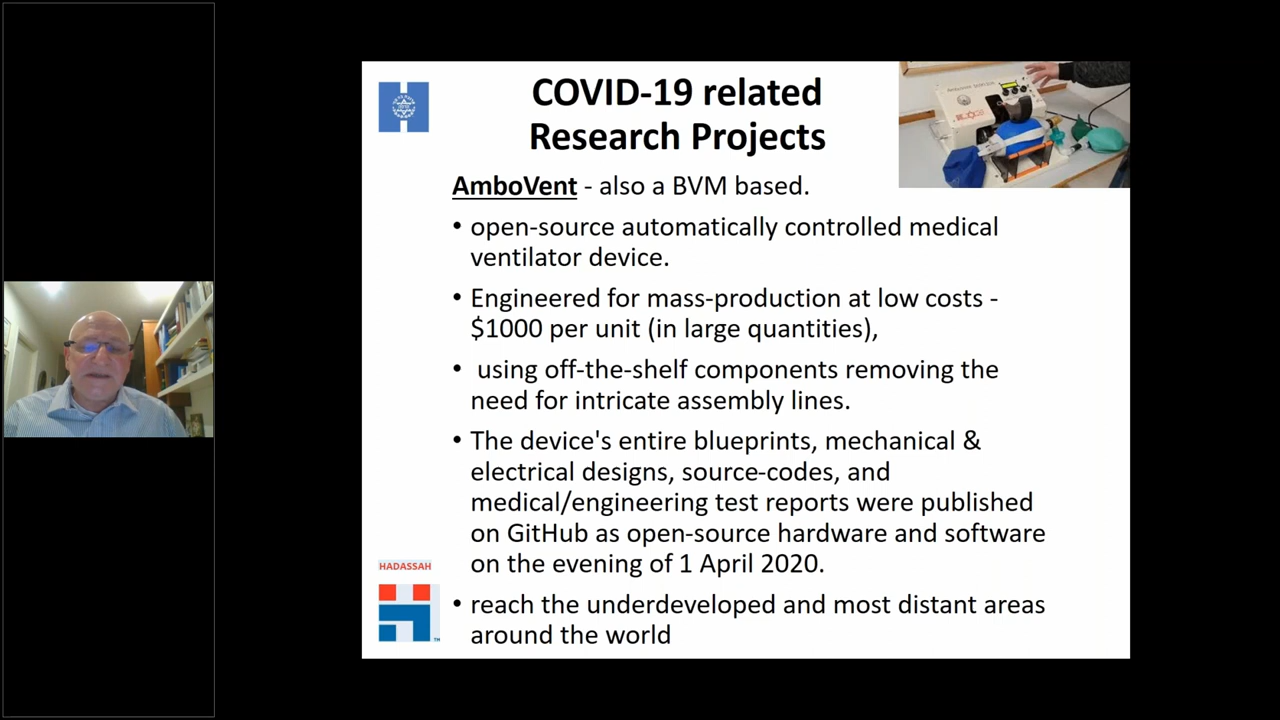 COVID-19 related
Research Projects
AmboVent - also a BVM based.
• open-source automatically controlled medical
ventilator device.
• Engineered for mass-production at low costs -
$1000 per unit (in large quantities),
• using off-the-shelf components removing the
need for intricate assembly lines.
• The device's entire blueprints, mechanical &
electrical designs, source-codes, and
medical/engineering test reports were published
on GitHub as open-source hardware and software
on the evening of 1 April 2020.
HADASSAH
TM
• reach the underdeveloped and most distant areas
around the world